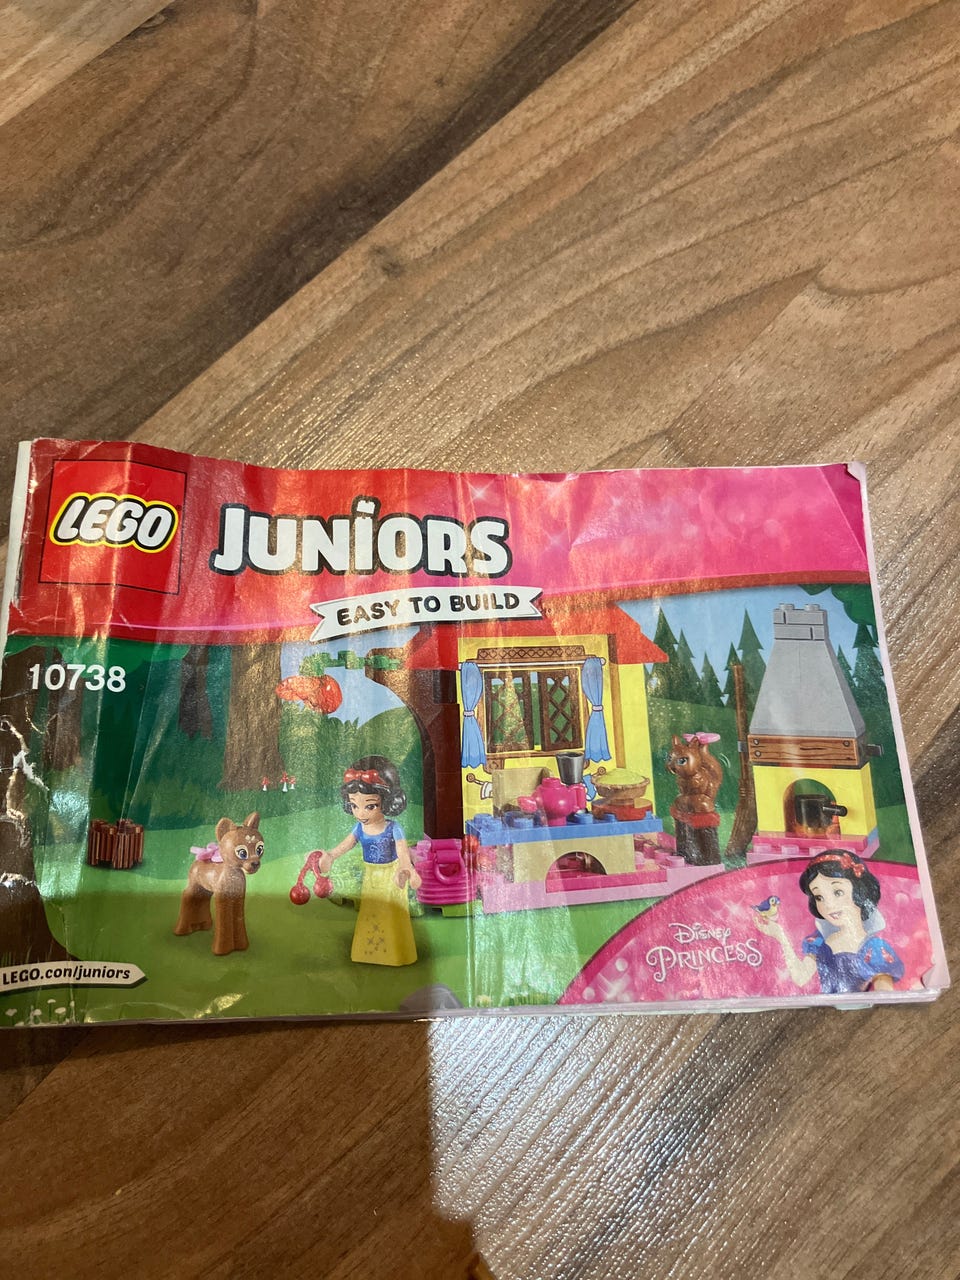 LEGO
JUNIORS
EASY TO BUILD
10738
LEGO.com/juniors
Disney
PRINCESS